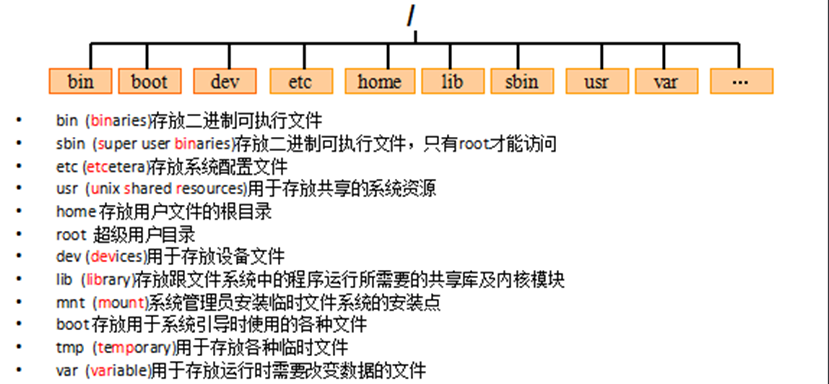 /
bin boot dev etc home lib sbin usr var ...
• bin (binaries)存放二进制可执行文件
• sbin (super user binaries)存放二进制可执行文件，只有root才能访问
• etc (etcetera)存放系统配置文件
• usr (unix shared resources)用于存放共享的系统资源
• home 存放用户文件的根目录
• root 超级用户目录
• dev (devices)用于存放设备文件
• lib (library)存放跟文件系统中的程序运行所需要的共享库及内核模块
• mnt (mount)系统管理员安装临时文件系统的安装点
• boot 存放用于系统引导时使用的各种文件
• tmp (temporary)用于存放各种临时文件
• var (variable)用于存放运行时需要改变数据的文件